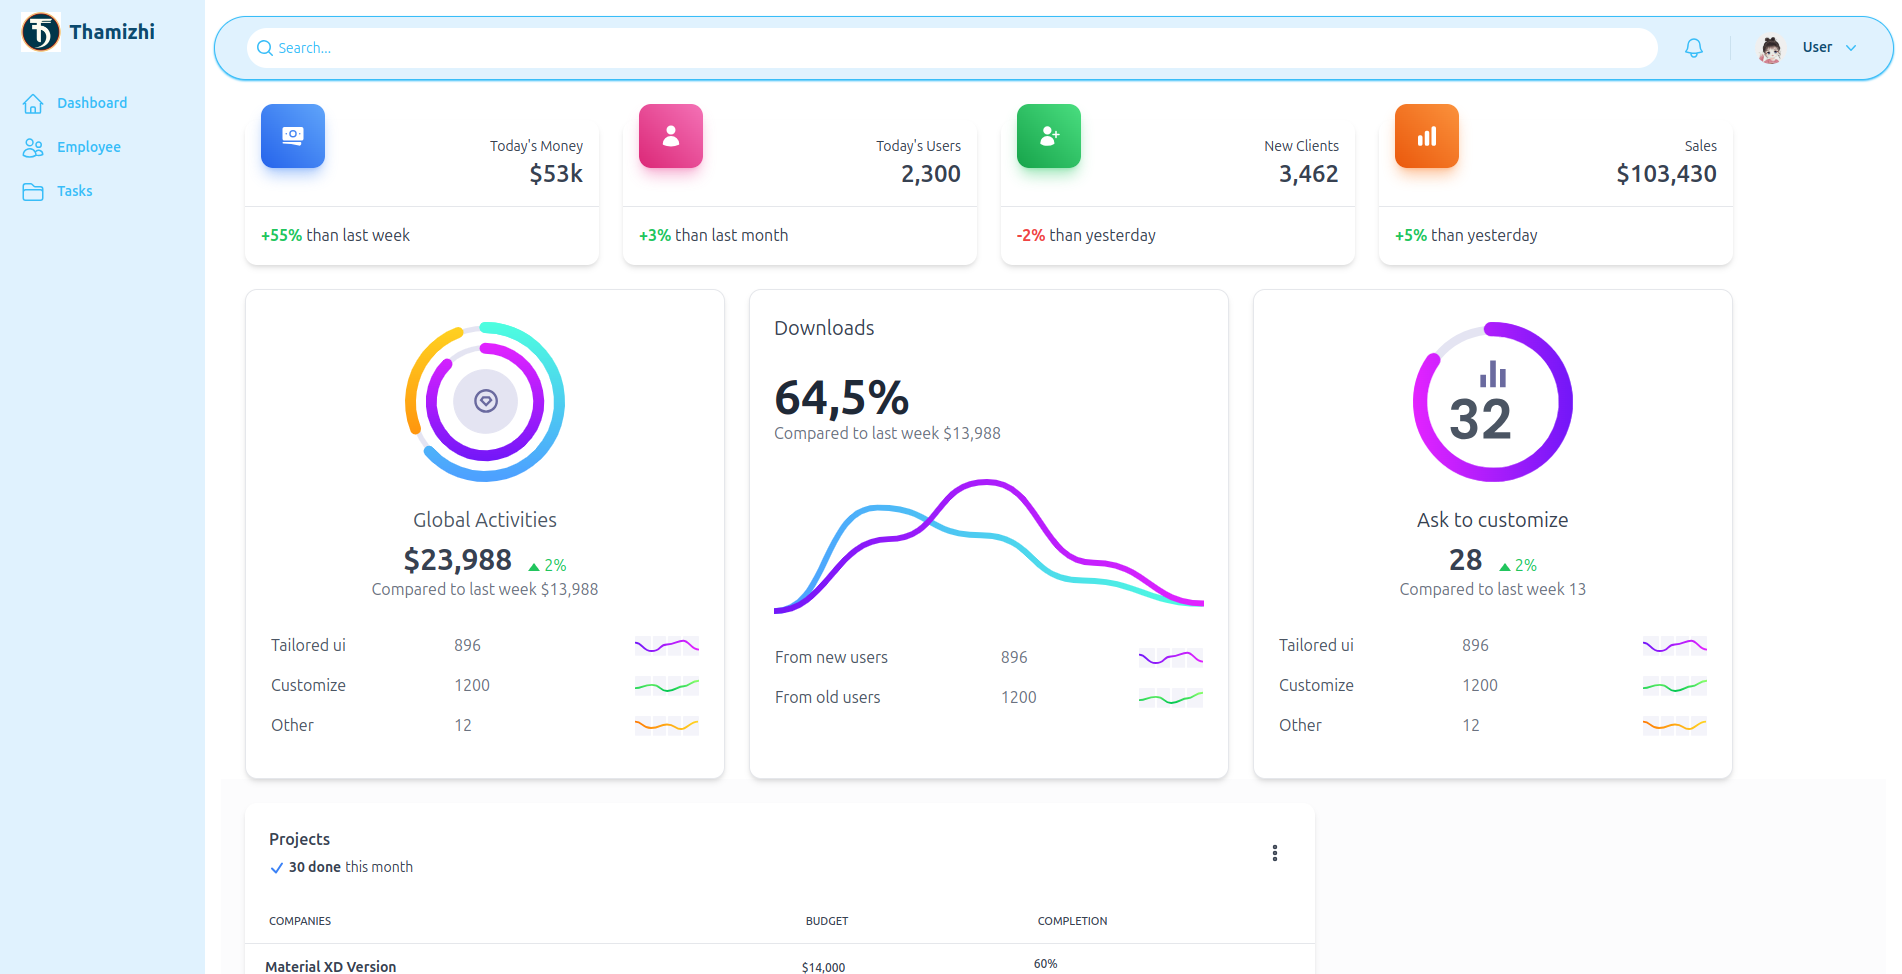 Thamizhi
Dashboard
Employee
Tasks
Search...
User
Today's Money
$53k
+55% than last week
Today's Users
2,300
+3% than last month
New Clients
3,462
-2% than yesterday
Sales
$103,430
+5% than yesterday
Global Activities
$23,988 2%
Compared to last week $13,988
Tailored ui 896
Customize 1200
Other 12
Downloads
64,5%
Compared to last week $13,988
From new users 896
From old users 1200
32
Ask to customize
28 2%
Compared to last week 13
Tailored ui 896
Customize 1200
Other 12
Projects
30 done this month
COMPANIES BUDGET COMPLETION
Material XD Version $14,000 60%